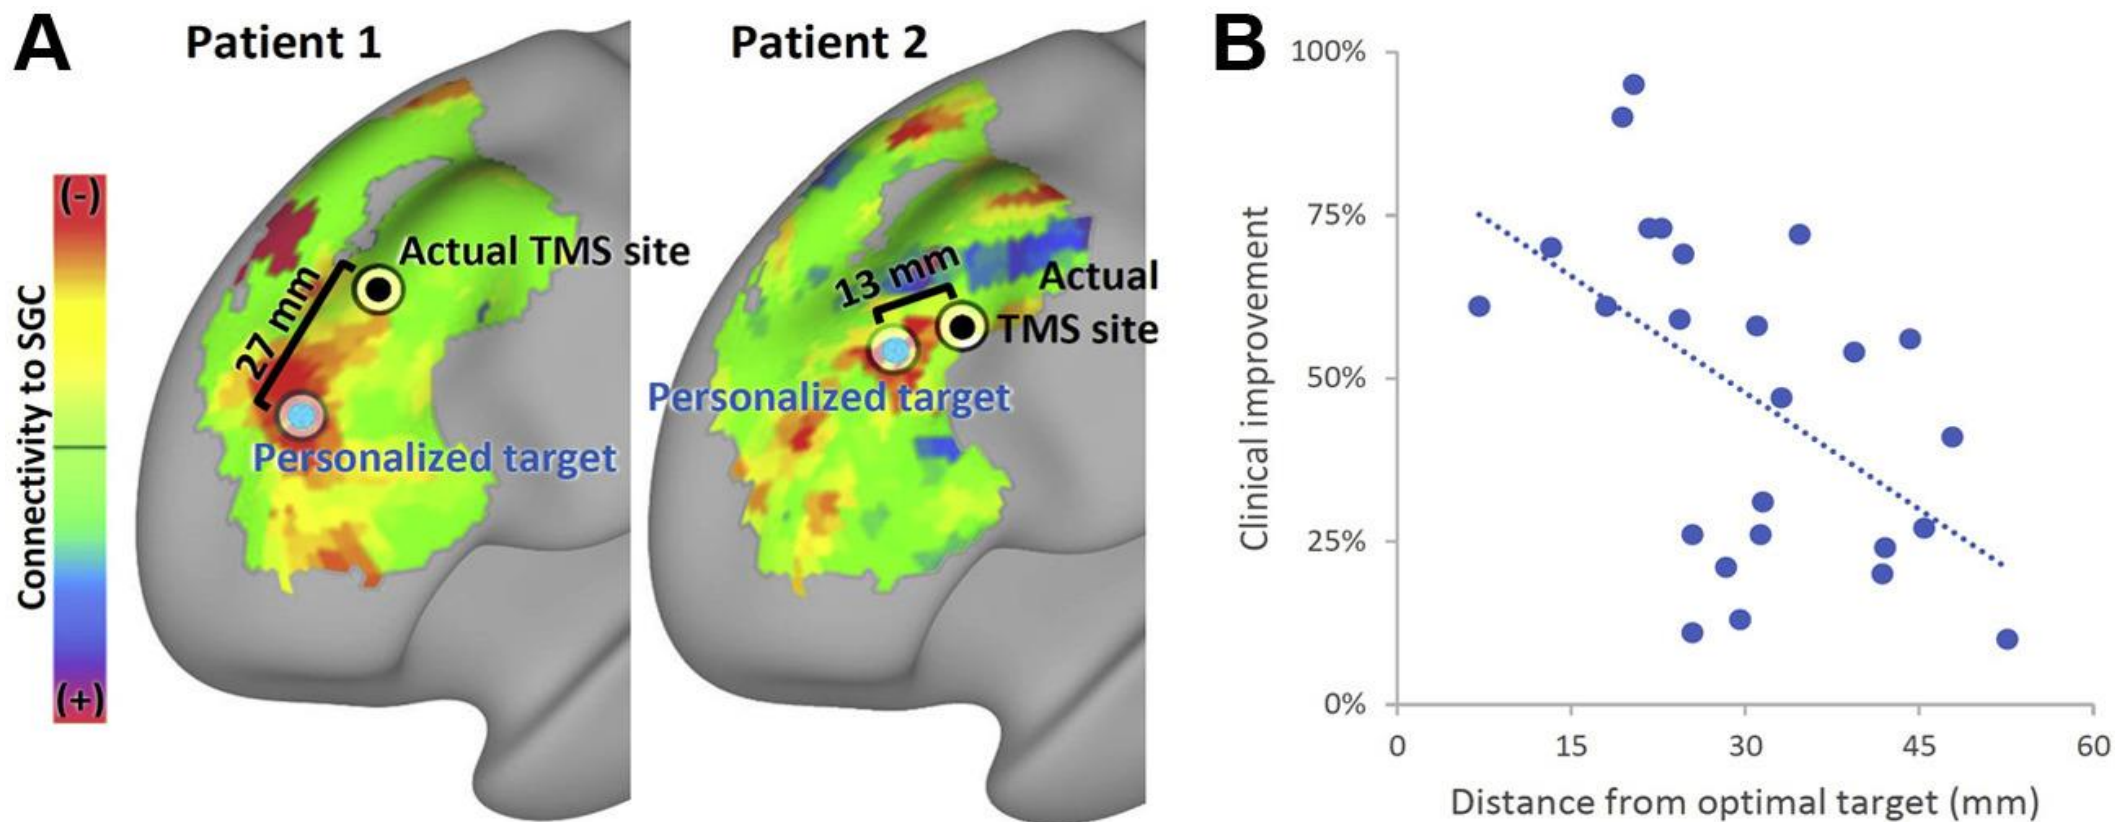 A
Patient 1
Patient 2
(-)
Connectivity to SGC
(+)
Actual TMS site
27 mm
Personalized target
13 mm
Actual
TMS site
Personalized target
B
100%
75%
50%
25%
0%
Clinical improvement
0 15 30 45 60
Distance from optimal target (mm)